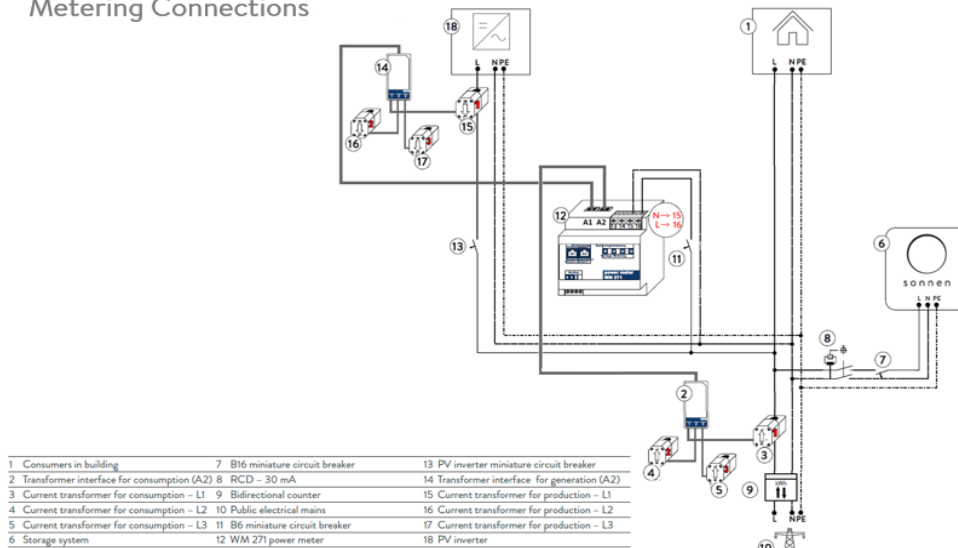 Metering Connections
18
1
L N PE
L N PE
14
1
15
2
16
3
17
12
A1 A2
N→ 15
L→ 16
power meter
WM 271
13
11
6
sonnen
L N PE
8
7
2
1
3
4
3
5
9
kWh
L N PE
10
1 Consumers in building 7 B16 miniature circuit breaker 13 PV inverter miniature circuit breaker
2 Transformer interface for consumption (A2) 8 RCD – 30 mA 14 Transformer interface for generation (A2)
3 Current transformer for consumption – L1 9 Bidirectional counter 15 Current transformer for production – L1
4 Current transformer for consumption – L2 10 Public electrical mains 16 Current transformer for production – L2
5 Current transformer for consumption – L3 11 B6 miniature circuit breaker 17 Current transformer for production – L3
6 Storage system 12 WM 271 power meter 18 PV inverter